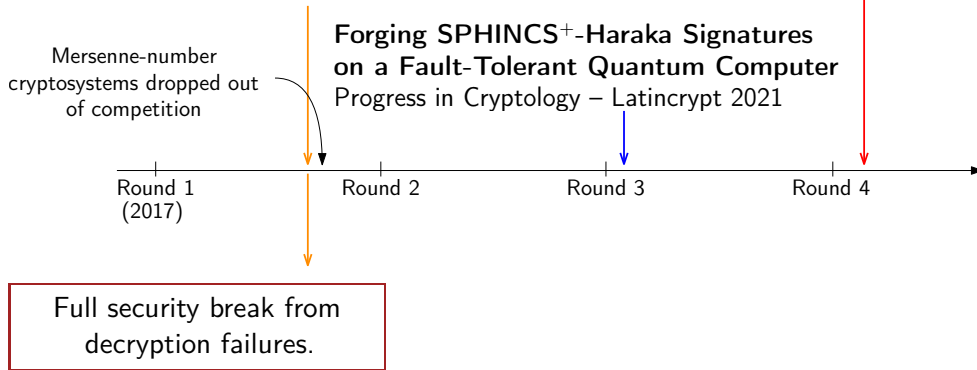 Forging SPHINCS⁺-Haraka Signatures
on a Fault-Tolerant Quantum Computer
Progress in Cryptology – Latincrypt 2021
Mersenne-number
cryptosystems dropped out
of competition
Round 1
(2017)
Round 2
Round 3
Round 4
Full security break from
decryption failures.